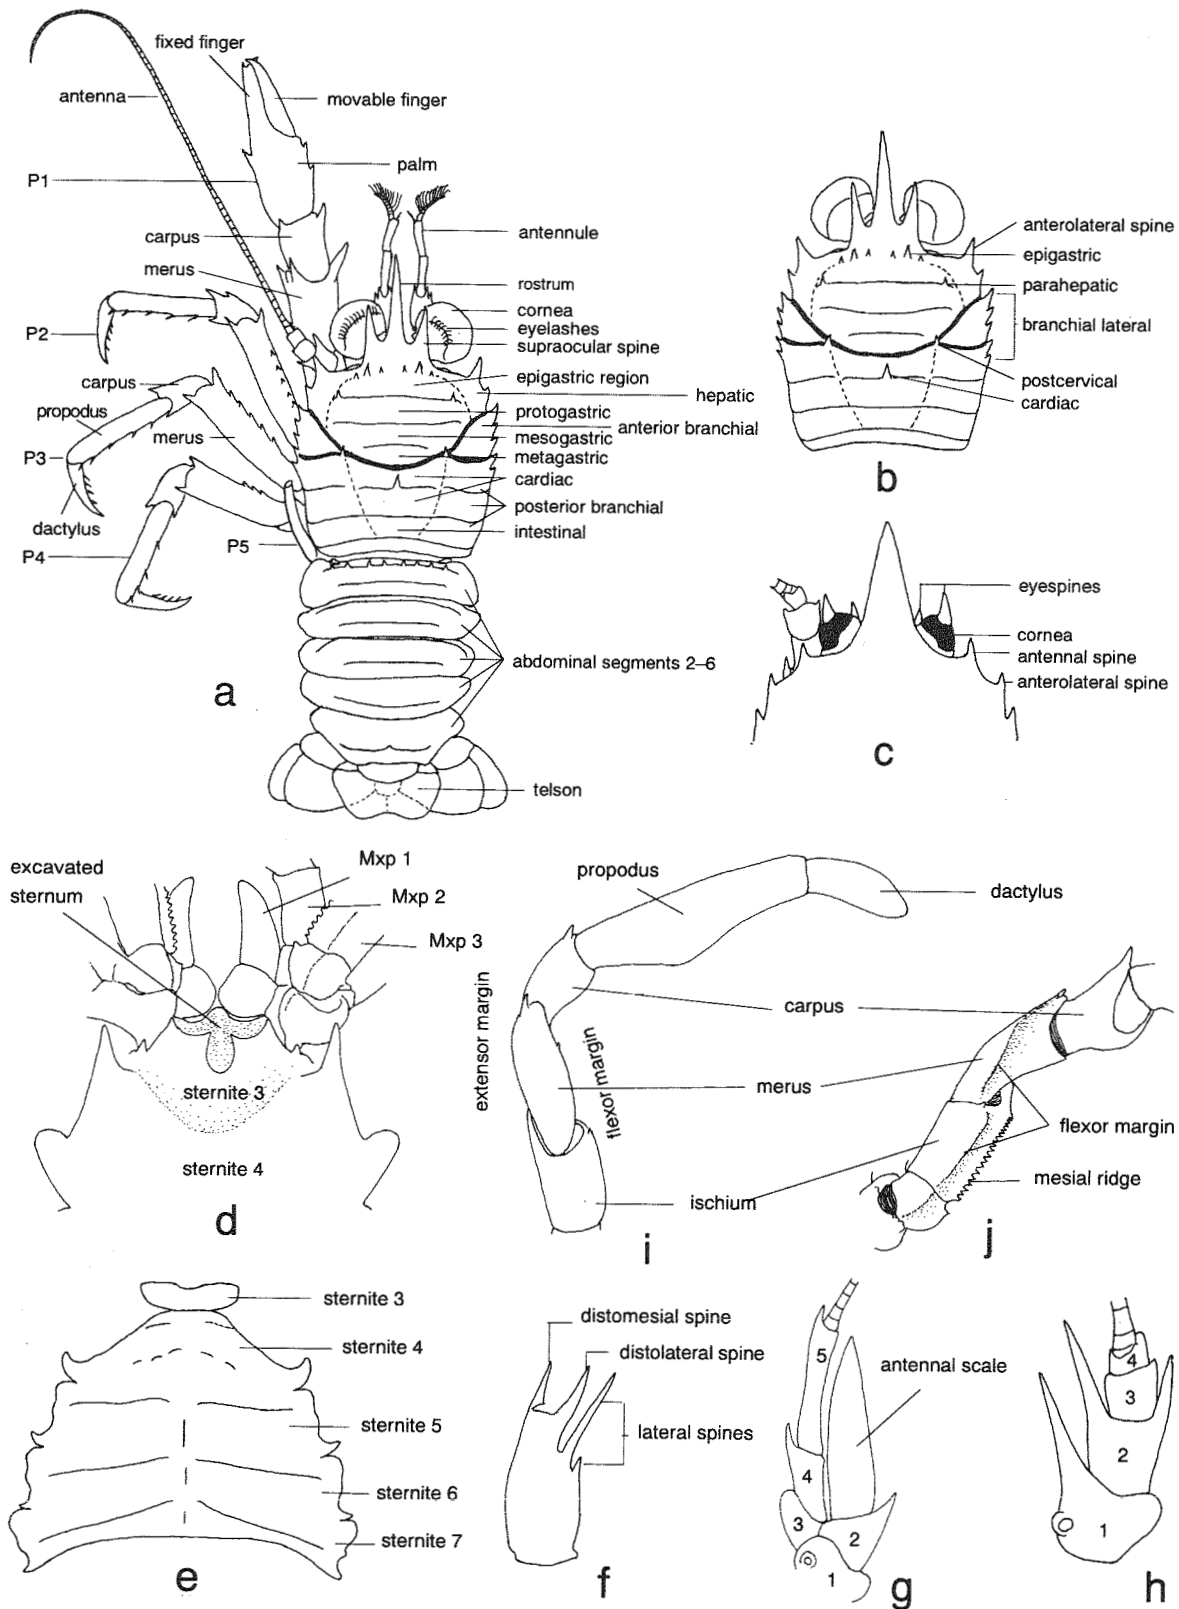 fixed finger
antenna
movable finger
palm
P1
carpus
antennule
merus
rostrum
cornea
P2
eyelashes
supraocular spine
carpus
epigastric region
hepatic
propodus
protogastric
anterior branchial
merus
mesogastric
P3
metagastric
cardiac
dactylus
posterior branchial
P4
P5
intestinal
abdominal segments 2–6
a
telson
anterolateral spine
epigastric
parahepatic
branchial lateral
postcervical
cardiac
b
eyespines
cornea
antennal spine
anterolateral spine
c
excavated
sternum
Mxp 1
Mxp 2
Mxp 3
sternite 3
sternite 4
d
propodus
dactylus
extensor margin
carpus
flexor margin
merus
flexor margin
mesial ridge
ischium
i
j
sternite 3
sternite 4
sternite 5
sternite 6
sternite 7
e
distomesial spine
distolateral spine
lateral spines
f
5
antennal scale
4
3
2
1
g
4
3
2
1
h